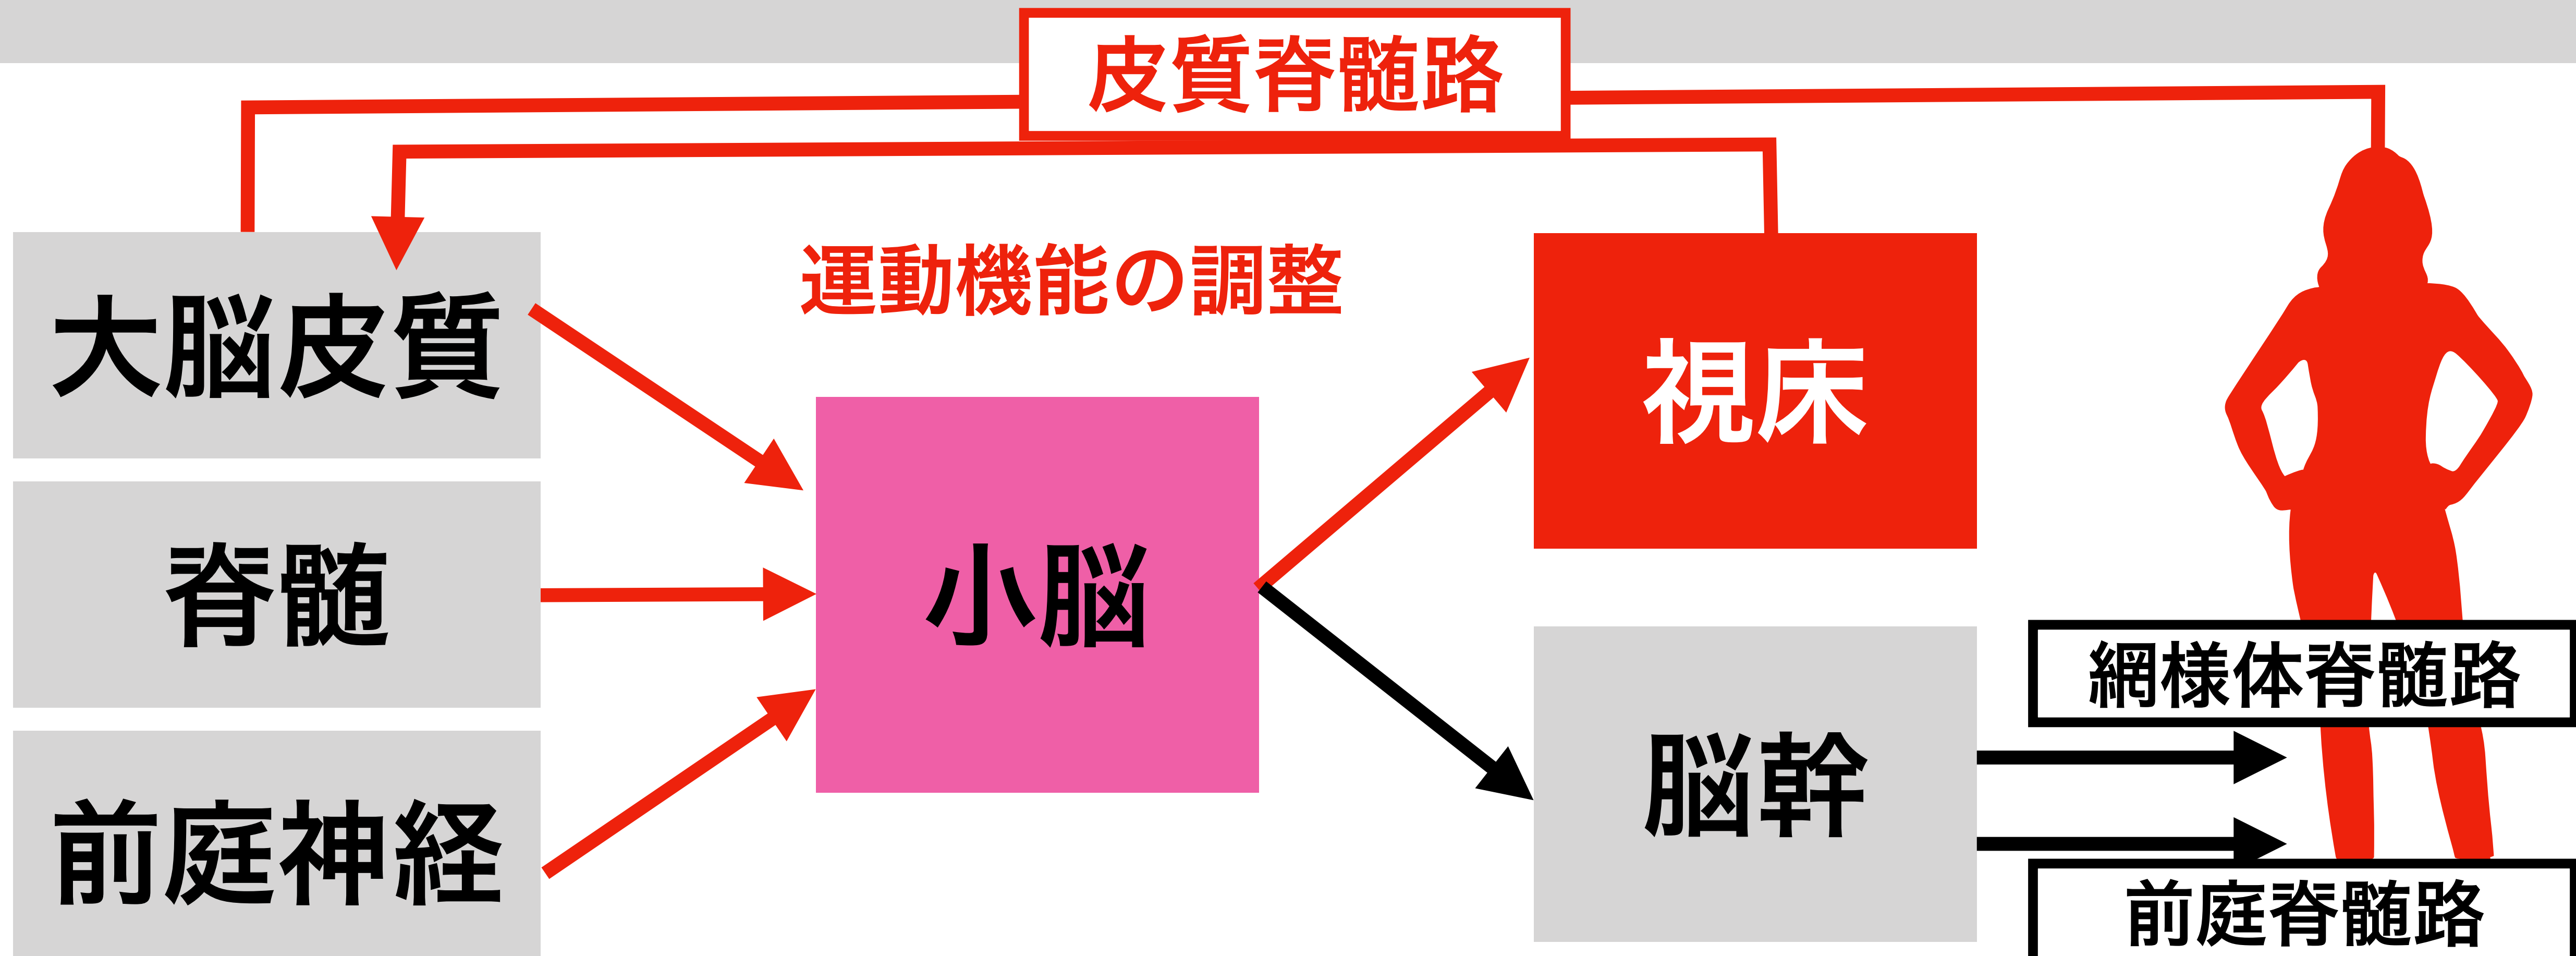 皮質脊髄路
運動機能の調整
大脳皮質
視床
脊髄
小脳
網様体脊髄路
前庭神経
脳幹
前庭脊髄路